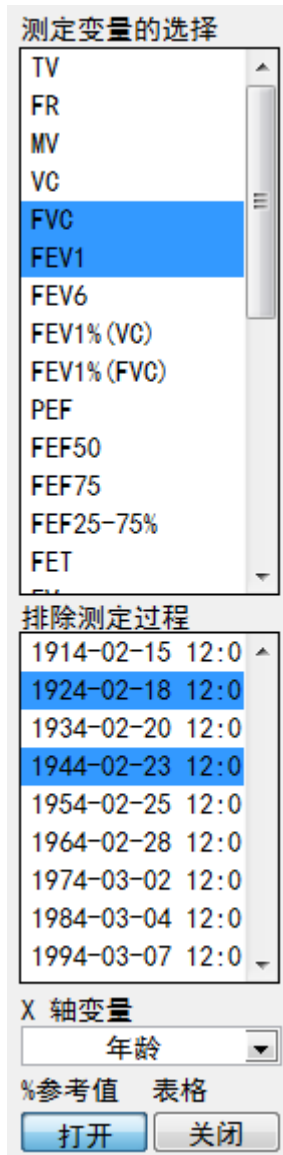 测定变量的选择
TV
FR
MV
VC
FVC
FEV1
FEV6
FEV1%(VC)
FEV1%(FVC)
PEF
FEF50
FEF75
FEF25-75%
FET
排除测定过程
1914-02-15 12:0
1924-02-18 12:0
1934-02-20 12:0
1944-02-23 12:0
1954-02-25 12:0
1964-02-28 12:0
1974-03-02 12:0
1984-03-04 12:0
1994-03-07 12:0
X 轴变量
年龄
%参考值 表格
打开 关闭